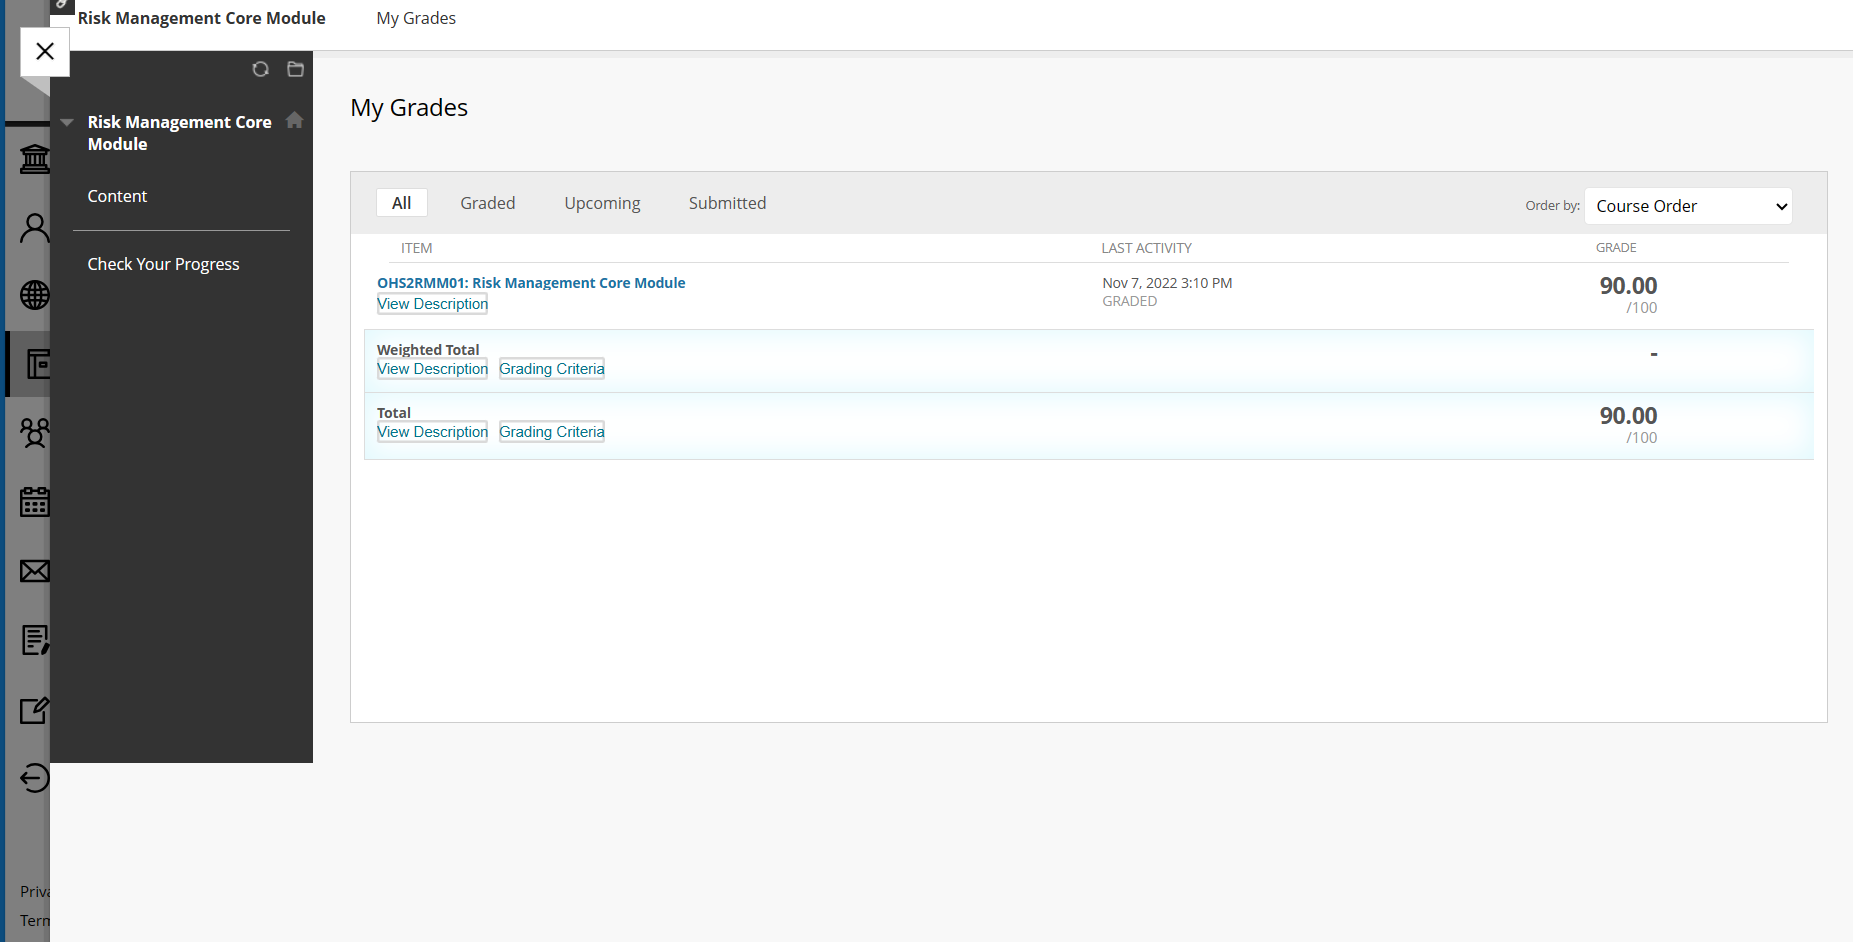 Risk Management Core Module
My Grades
Risk Management Core
Module
Content
Check Your Progress
My Grades
All
Graded
Upcoming
Submitted
Order by:
Course Order
ITEM
LAST ACTIVITY
GRADE
OHS2RMM01: Risk Management Core Module
View Description
Nov 7, 2022 3:10 PM
GRADED
90.00
/100
Weighted Total
View Description
Grading Criteria
-
Total
View Description
Grading Criteria
90.00
/100
Priva
Term